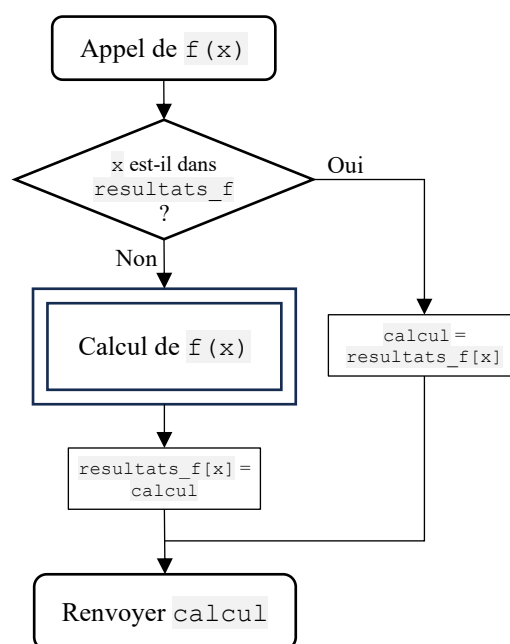 Appel de f(x)
x est-il dans
resultats_f
?
Oui
Non
Calcul de f(x)
calcul =
resultats_f[x]
resultats_f[x] =
calcul
Renvoyer calcul